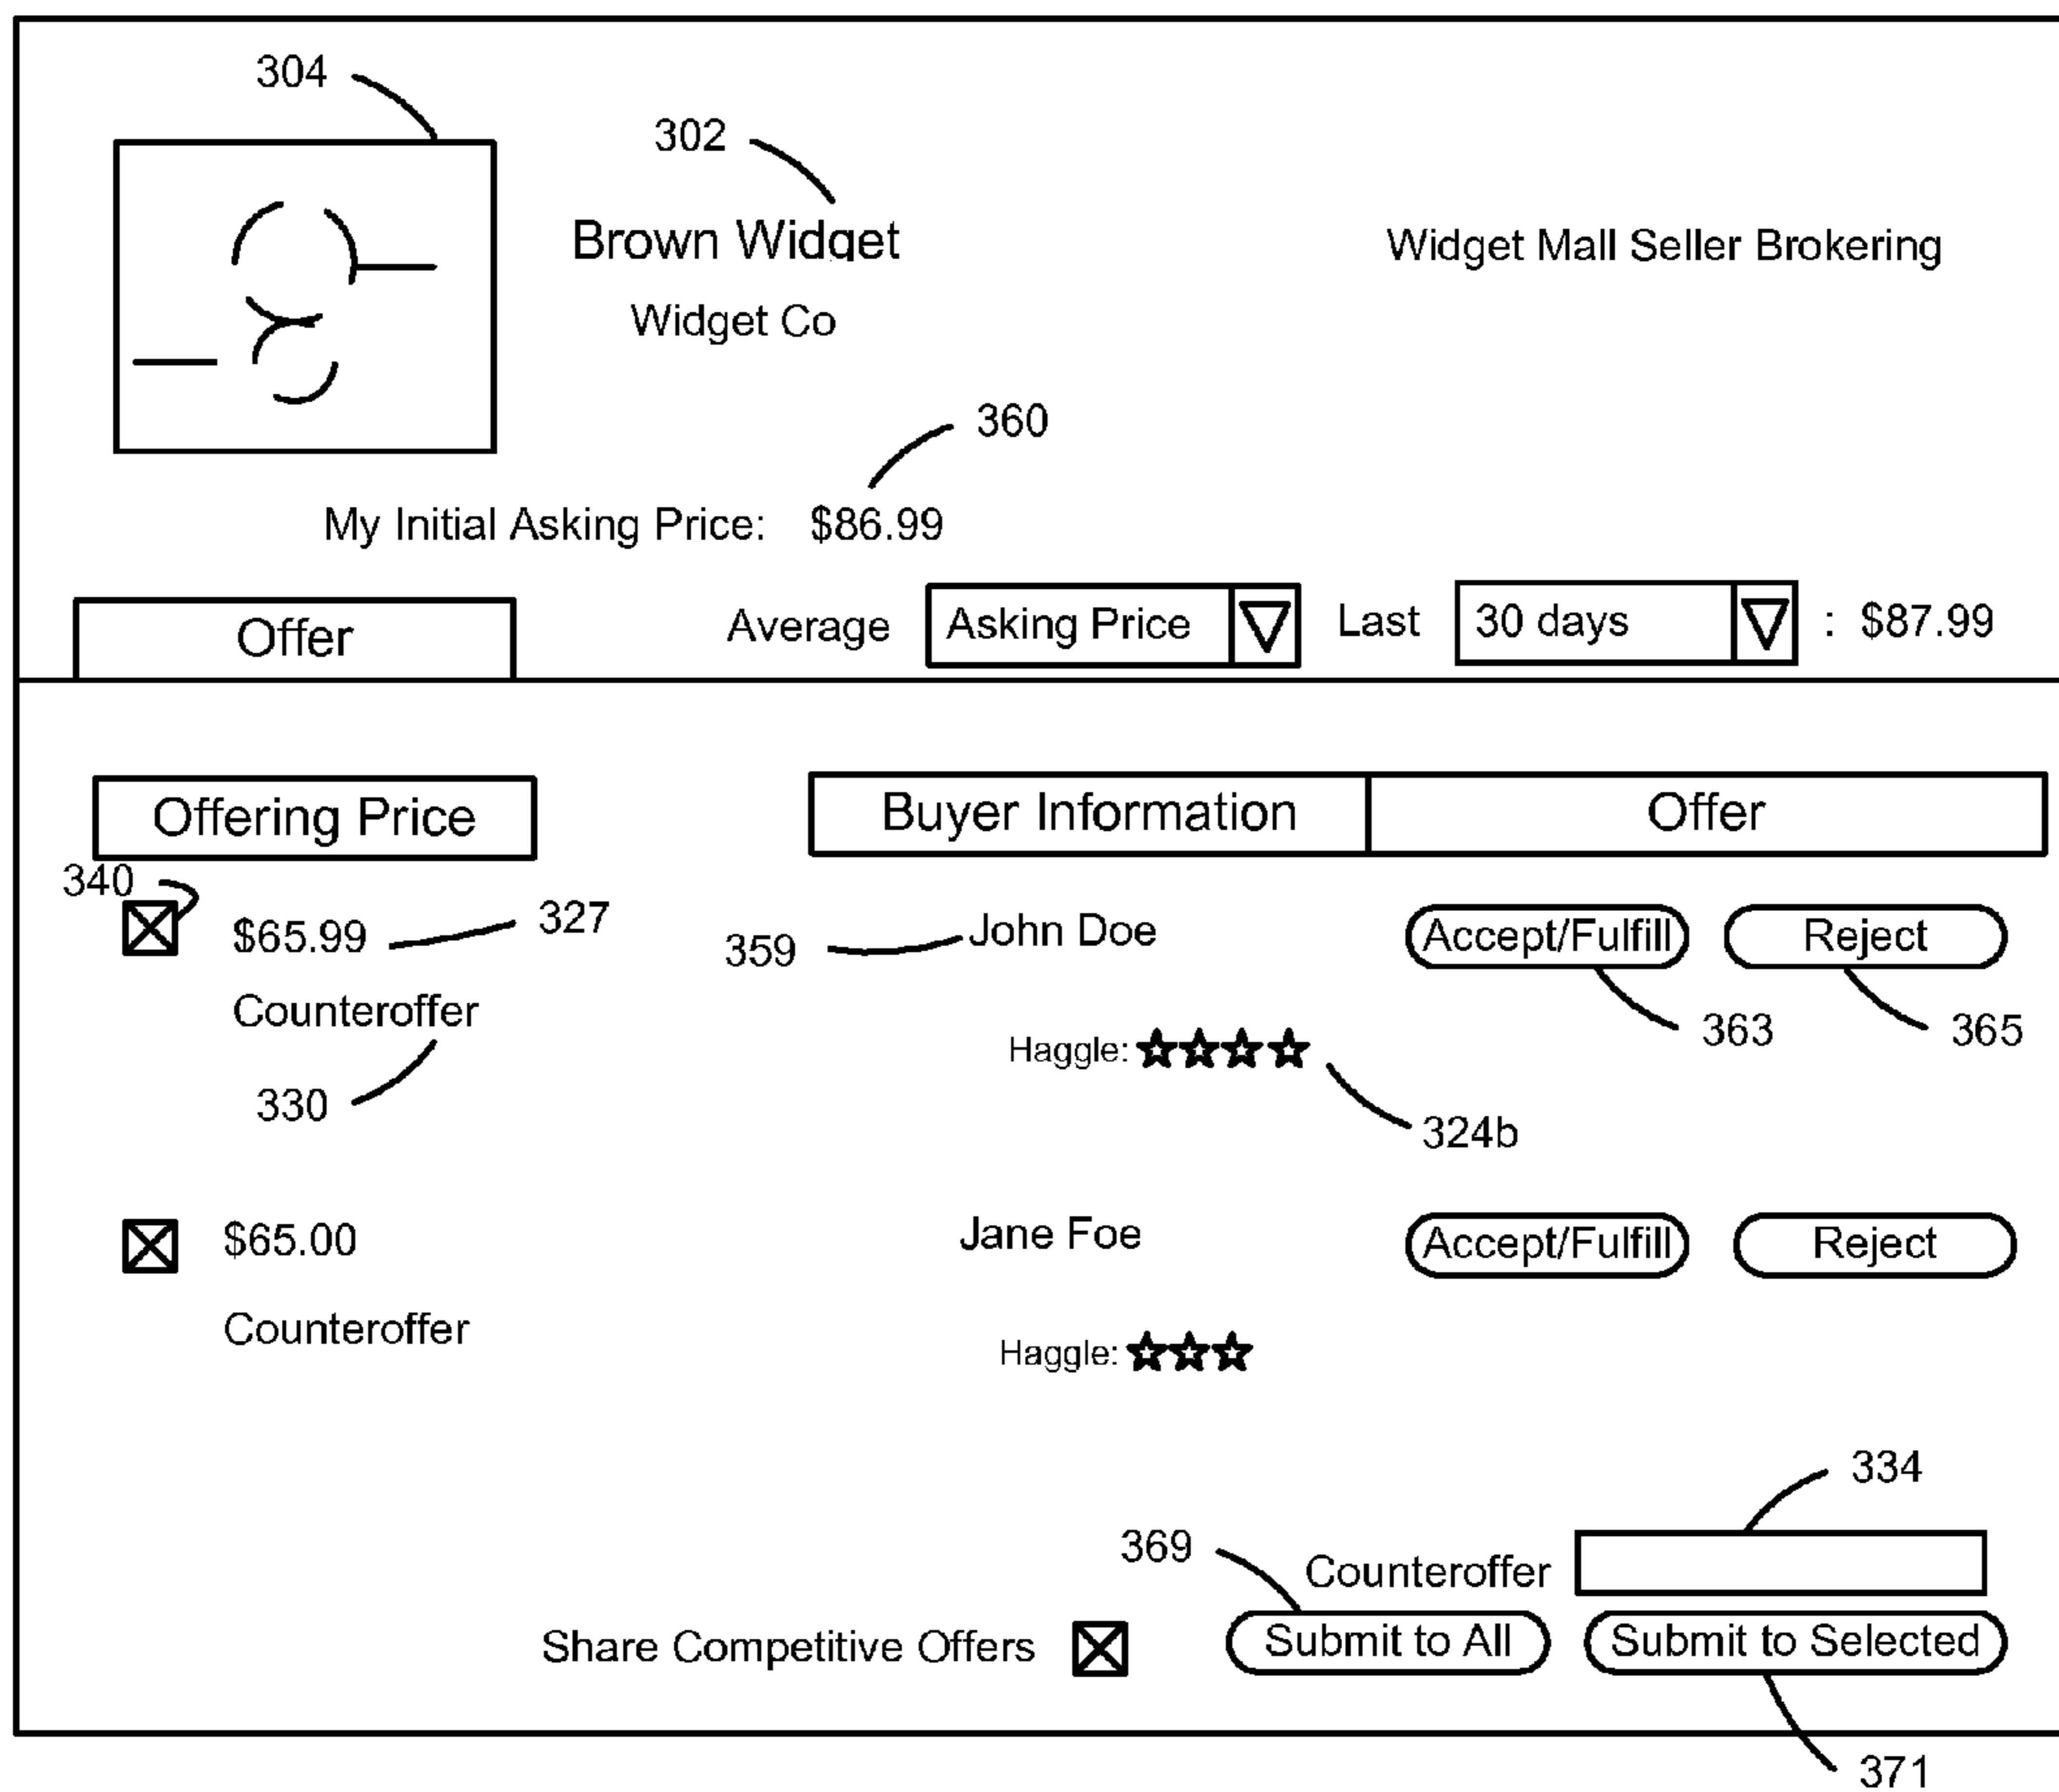 304
302
Brown Widget
Widget Mall Seller Brokering
Widget Co
360
My Initial Asking Price: $86.99
Offer
Average Asking Price Last 30 days : $87.99
Offering Price Buyer Information Offer
340
$65.99 327 359 John Doe Accept/Fulfill Reject
Counteroffer 363 365
Haggle:
330
324b
$65.00 Jane Foe Accept/Fulfill Reject
Counteroffer
Haggle:
334
369
Counteroffer
Share Competitive Offers Submit to All Submit to Selected
371